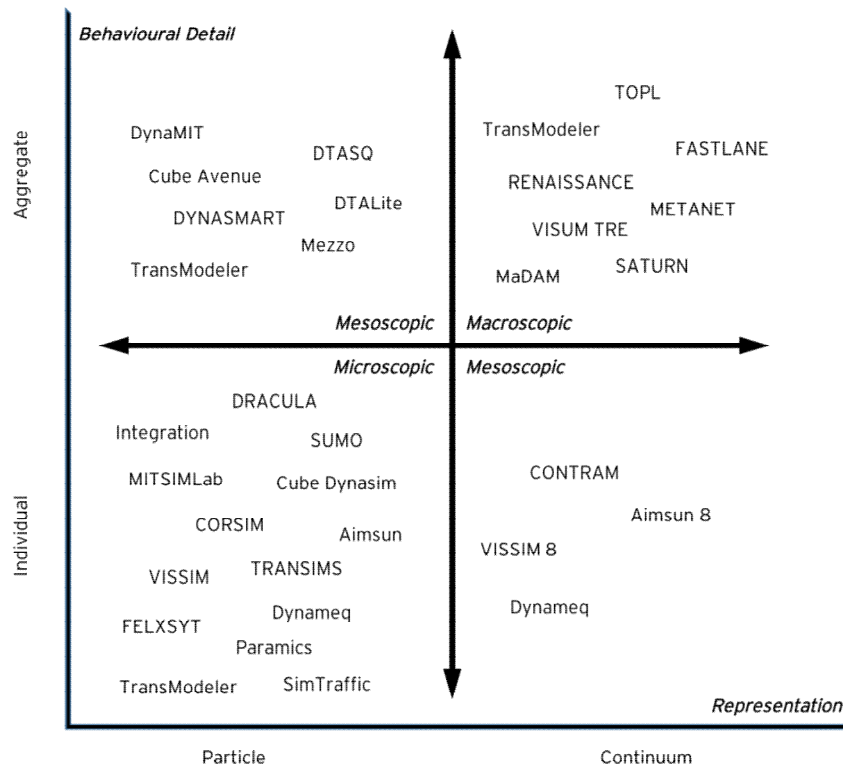 Behavioural Detail
Aggregate
Individual
DynaMIT
Cube Avenue
DYNASMART
TransModeler
DTASQ
DTALite
Mezzo
Mesoscopic
TOPL
TransModeler
FASTLANE
RENAISSANCE
METANET
VISUM TRE
SATURN
MaDAM
Macroscopic
Microscopic
DRACULA
Integration
SUMO
MITSIMLab
Cube Dynasim
CORSIM
Aimsun
VISSIM
TRANSIMS
Dynameq
FELXSYT
Paramics
TransModeler
SimTraffic
Mesoscopic
CONTRAM
Aimsun 8
VISSIM 8
Dynameq
Representation
Particle
Continuum